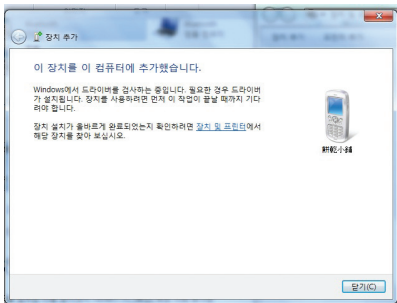 장치 추가
이 장치를 이 컴퓨터에 추가했습니다.
Windows에서 드라이버를 검사하는 중입니다. 필요한 경우 드라이버
가 설치됩니다. 장치를 사용하려면 먼저 이 작업이 끝날 때까지 기다
려야 합니다.
장치 설치가 올바르게 완료되었는지 확인하려면 장치 및 프린터에서
해당 장치를 찾아 보십시오.
餠乾小舖
닫기(C)